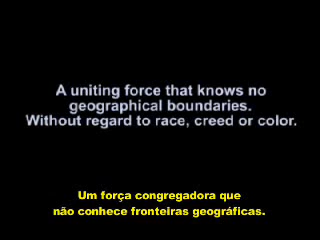 A uniting force that knows no
geographical boundaries.
Without regard to race, creed or color.
Um força congregadora que
não conhece fronteiras geográficas.